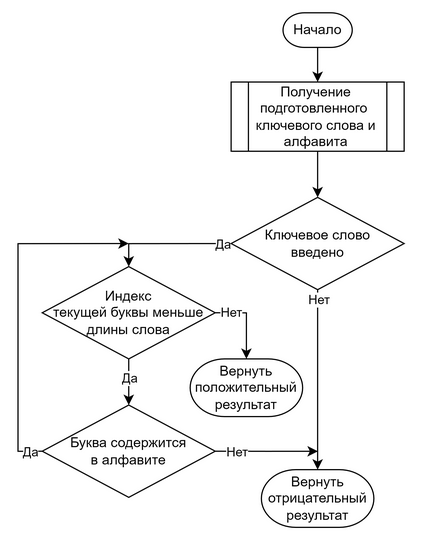 Начало
Получение
подготовленного
ключевого слова и
алфавита
Ключевое слово
введено
Да
Нет
Индекс
текущей буквы меньше
длины слова
Нет
Да
Вернуть
положительный
результат
Буква содержится
в алфавите
Да
Нет
Вернуть
отрицательный
результат